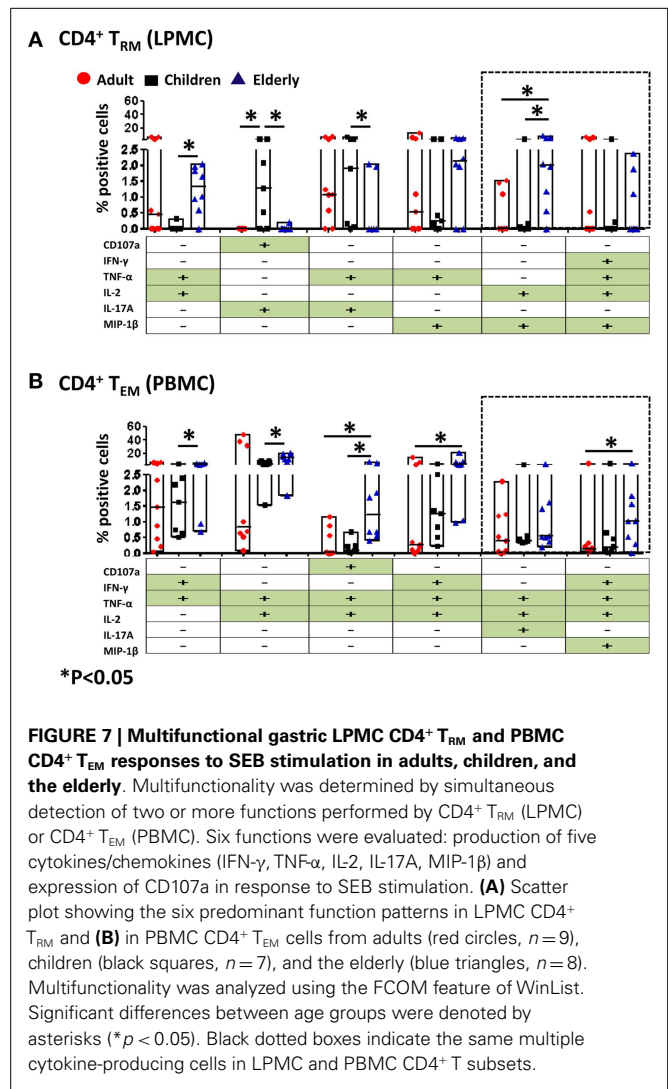 A CD4+ TRM (LPMC)
Adult Children Elderly
% positive cells
60
40
20
2.5
2.0
1.5
1.0
0.5
0.0
* * * * * *
CD107a – + – – – –
IFN-γ – – – – – +
TNF-α + – + + – +
IL-2 + – – – + +
IL-17A – + + – – –
MIP-1β – – – + + +
B CD4+ TEM (PBMC)
% positive cells
60
40
20
2.5
2.0
1.5
1.0
0.5
0.0
* * * * * *
CD107a – – + – – –
IFN-γ + – – + – +
TNF-α + + + + + +
IL-2 – + + + + +
IL-17A – – – – + –
MIP-1β – – – – – +
*P<0.05
FIGURE 7 | Multifunctional gastric LPMC CD4+ TRM and PBMC
CD4+ TEM responses to SEB stimulation in adults, children, and
the elderly. Multifunctionality was determined by simultaneous
detection of two or more functions performed by CD4+ TRM (LPMC)
or CD4+ TEM (PBMC). Six functions were evaluated: production of five
cytokines/chemokines (IFN-γ, TNF-α, IL-2, IL-17A, MIP-1β) and
expression of CD107a in response to SEB stimulation. (A) Scatter
plot showing the six predominant function patterns in LPMC CD4+
TRM and (B) in PBMC CD4+ TEM cells from adults (red circles, n = 9),
children (black squares, n = 7), and the elderly (blue triangles, n = 8).
Multifunctionality was analyzed using the FCOM feature of WinList.
Significant differences between age groups were denoted by
asterisks (*p < 0.05). Black dotted boxes indicate the same multiple
cytokine-producing cells in LPMC and PBMC CD4+ T subsets.